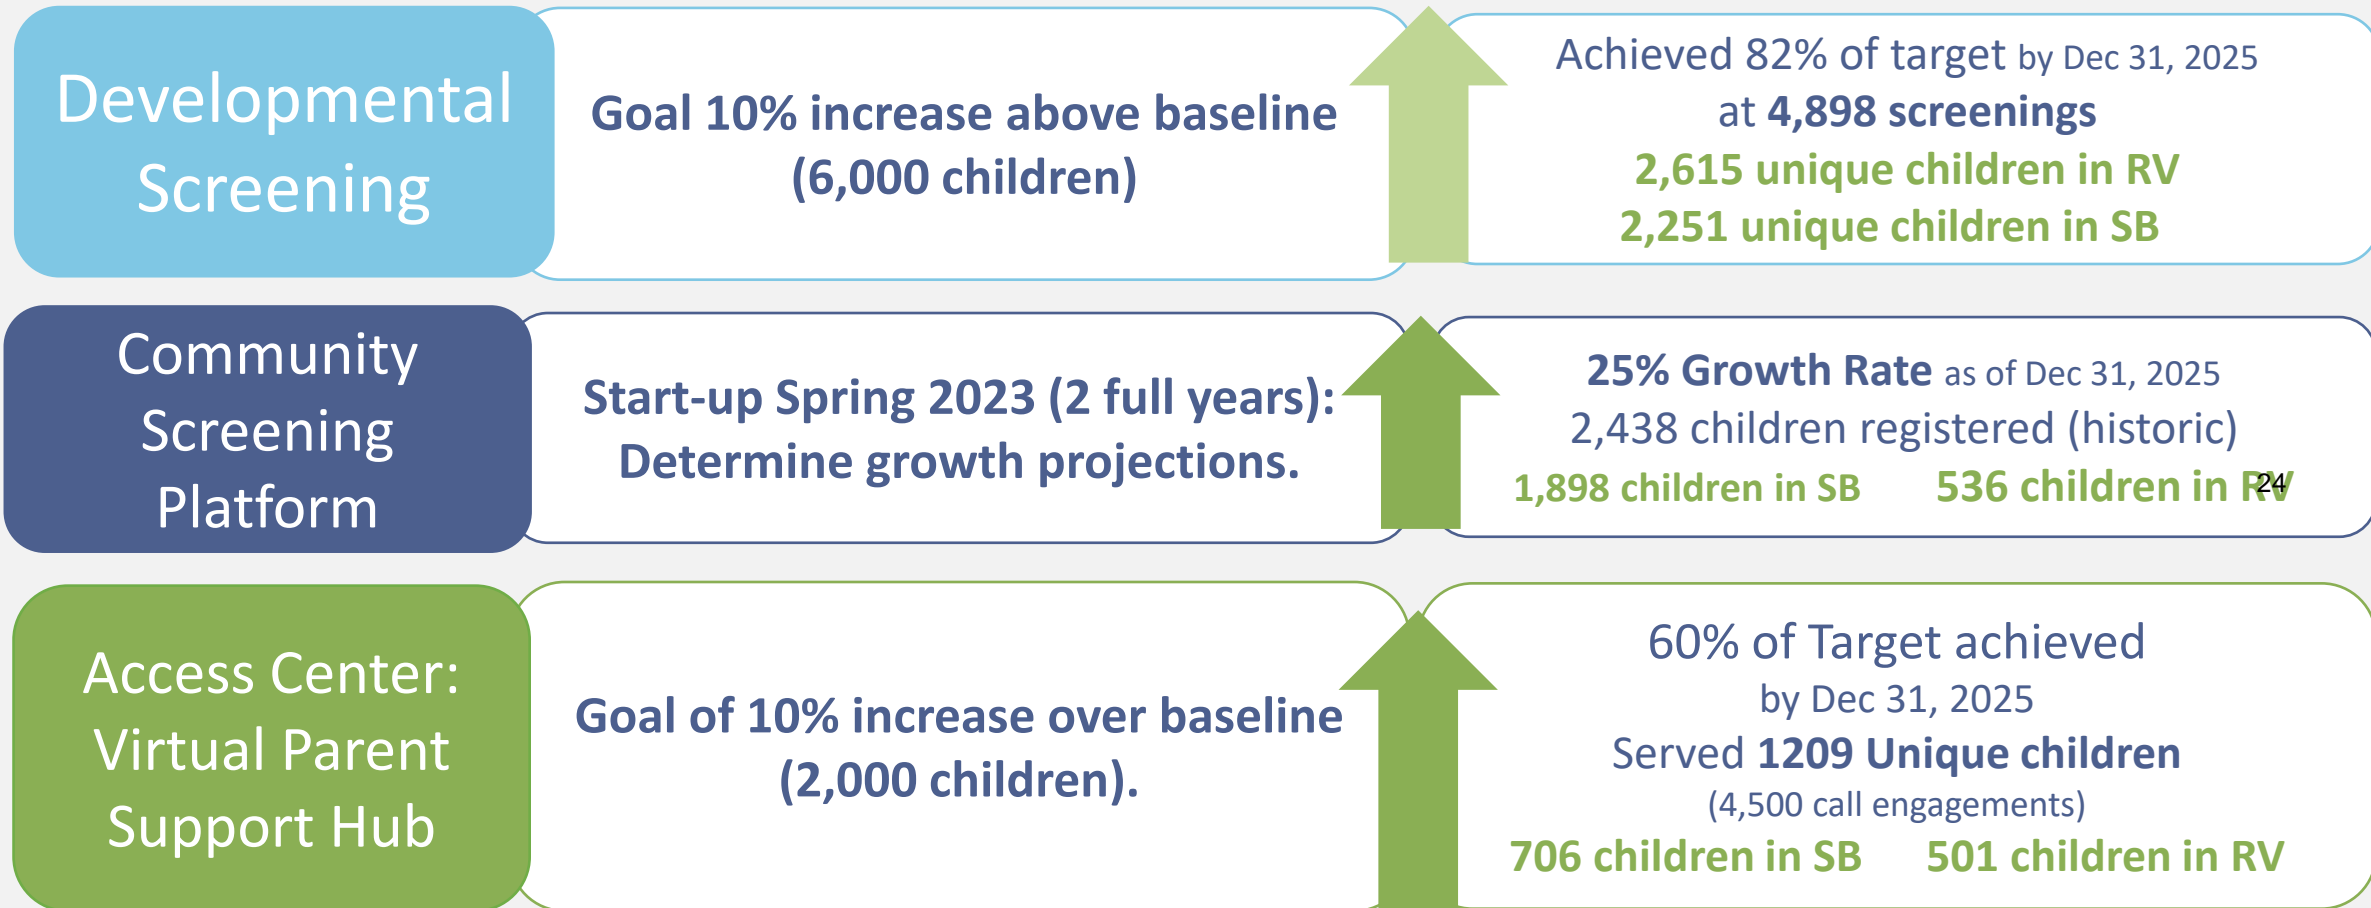 Developmental
Screening
Goal 10% increase above baseline
(6,000 children)
Achieved 82% of target by Dec 31, 2025
at 4,898 screenings
2,615 unique children in RV
2,251 unique children in SB
Community
Screening
Platform
Start-up Spring 2023 (2 full years):
Determine growth projections.
25% Growth Rate as of Dec 31, 2025
2,438 children registered (historic)
1,898 children in SB 536 children in RV
24
Access Center:
Virtual Parent
Support Hub
Goal of 10% increase over baseline
(2,000 children).
60% of Target achieved
by Dec 31, 2025
Served 1209 Unique children
(4,500 call engagements)
706 children in SB 501 children in RV